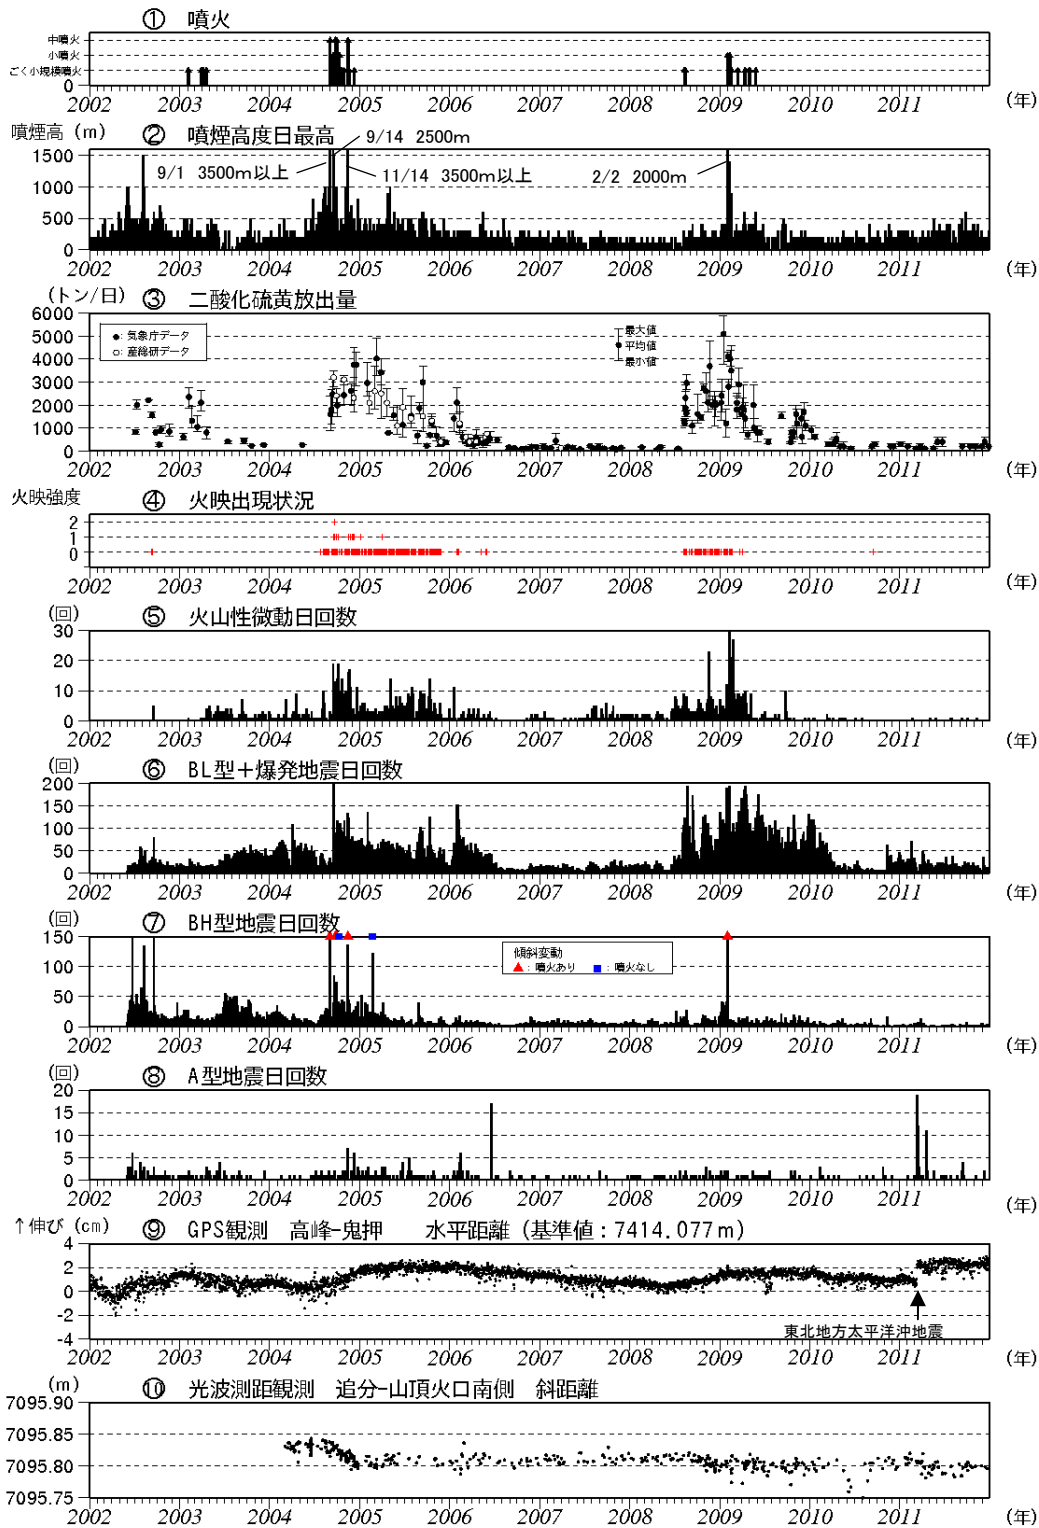 ① 噴火
中噴火
小噴火
ごく小規模噴火
0
2002 2003 2004 2005 2006 2007 2008 2009 2010 2011 (年)
噴煙高 (m) ② 噴煙高度日最高
9/14 2500m
9/1 3500m以上
11/14 3500m以上
2/2 2000m
1500
1000
500
0
2002 2003 2004 2005 2006 2007 2008 2009 2010 2011 (年)
(トン/日) ③ 二酸化硫黄放出量
●: 気象庁データ
○: 産総研データ
最大値
平均値
最小値
6000
5000
4000
3000
2000
1000
0
2002 2003 2004 2005 2006 2007 2008 2009 2010 2011 (年)
火映強度 ④ 火映出現状況
2
1
0
2002 2003 2004 2005 2006 2007 2008 2009 2010 2011 (年)
(回) ⑤ 火山性微動日回数
30
20
10
0
2002 2003 2004 2005 2006 2007 2008 2009 2010 2011 (年)
(回) ⑥ BL型+爆発地震日回数
200
150
100
50
0
2002 2003 2004 2005 2006 2007 2008 2009 2010 2011 (年)
(回) ⑦ BH型地震日回数
傾斜変動
▲: 噴火あり ■: 噴火なし
150
100
50
0
2002 2003 2004 2005 2006 2007 2008 2009 2010 2011 (年)
(回) ⑧ A型地震日回数
20
15
10
5
0
2002 2003 2004 2005 2006 2007 2008 2009 2010 2011 (年)
↑伸び (cm) ⑨ GPS観測 高峰-鬼押 水平距離 (基準値:7414.077m)
4
2
0
-2
-4
東北地方太平洋沖地震
2002 2003 2004 2005 2006 2007 2008 2009 2010 2011 (年)
(m) ⑩ 光波測距観測 追分-山頂火口南側 斜距離
7095.90
7095.85
7095.80
7095.75
2002 2003 2004 2005 2006 2007 2008 2009 2010 2011 (年)